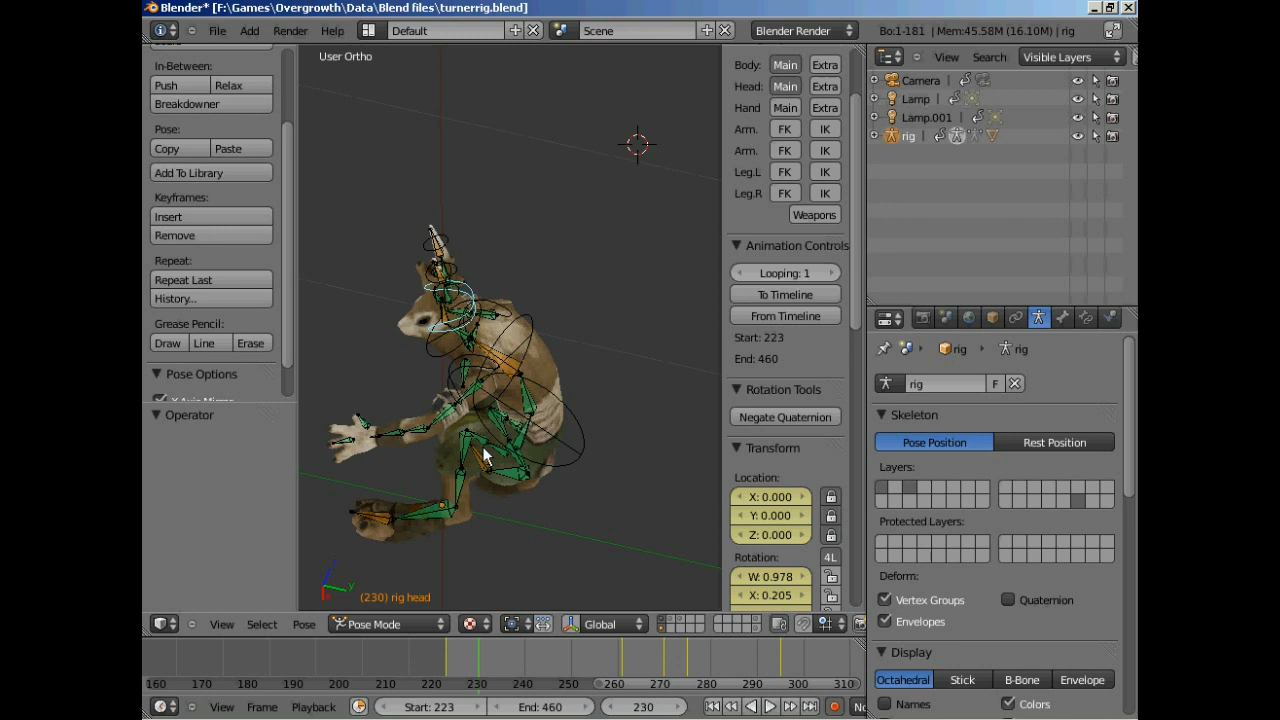 Blender* [F:\Games\Overgrowth\Data\Blend files\turnerrig.blend]
File Add Render Help Default Scene Blender Render Bo:1-181 | Mem:45.58M (16.10M) | rig
User Ortho
In-Between:
Push Relax
Breakdowner
Pose:
Copy Paste
Add To Library
Keyframes:
Insert
Remove
Repeat:
Repeat Last
History...
Grease Pencil:
Draw Line Erase
Pose Options
Operator
Body: Main Extra
Head: Main Extra
Hand Main Extra
Arm. FK IK
Arm. FK IK
Leg.L FK IK
Leg.R FK IK
Weapons
Animation Controls
Looping: 1
To Timeline
From Timeline
Start: 223
End: 460
Rotation Tools
Negate Quaternion
Transform
Location:
X: 0.000
Y: 0.000
Z: 0.000
Rotation: 4L
W: 0.978
X: 0.205
View Search: Visible Layers
Camera
Lamp
Lamp.001
rig
rig rig
rig F
Skeleton
Pose Position Rest Position
Layers:
Protected Layers:
Deform:
Vertex Groups Quaternion
Envelopes
Display
Octahedral Stick B-Bone Envelope
Names Colors
y
(230) rig head
View Select Pose Pose Mode Global
160 170 180 190 200 210 220 230 240 250 260 270 280 290 300 310
View Frame Playback Start: 223 End: 460 230 No